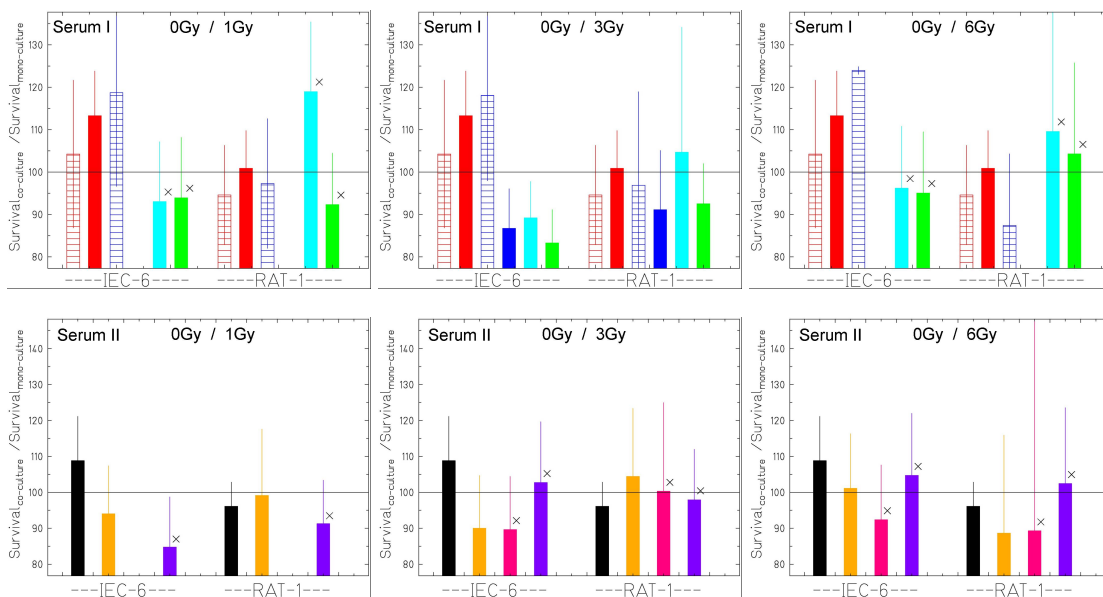 Serum I 0Gy / 1Gy
Survival co-culture /Survival mono-culture
130
120
110
100
90
80
----IEC-6---- ----RAT-1----
Serum I 0Gy / 3Gy
130
120
110
100
90
80
----IEC-6---- ----RAT-1----
Serum I 0Gy / 6Gy
Survival co-culture /Survival mono-culture
130
120
110
100
90
80
----IEC-6---- ----RAT-1----
Serum II 0Gy / 1Gy
Survival co-culture /Survival mono-culture
140
130
120
110
100
90
80
---IEC-6--- ---RAT-1---
Serum II 0Gy / 3Gy
Survival co-culture /Survival mono-culture
140
130
120
110
100
90
80
---IEC-6--- ---RAT-1---
Serum II 0Gy / 6Gy
Survival co-culture /Survival mono-culture
140
130
120
110
100
90
80
---IEC-6--- ---RAT-1---